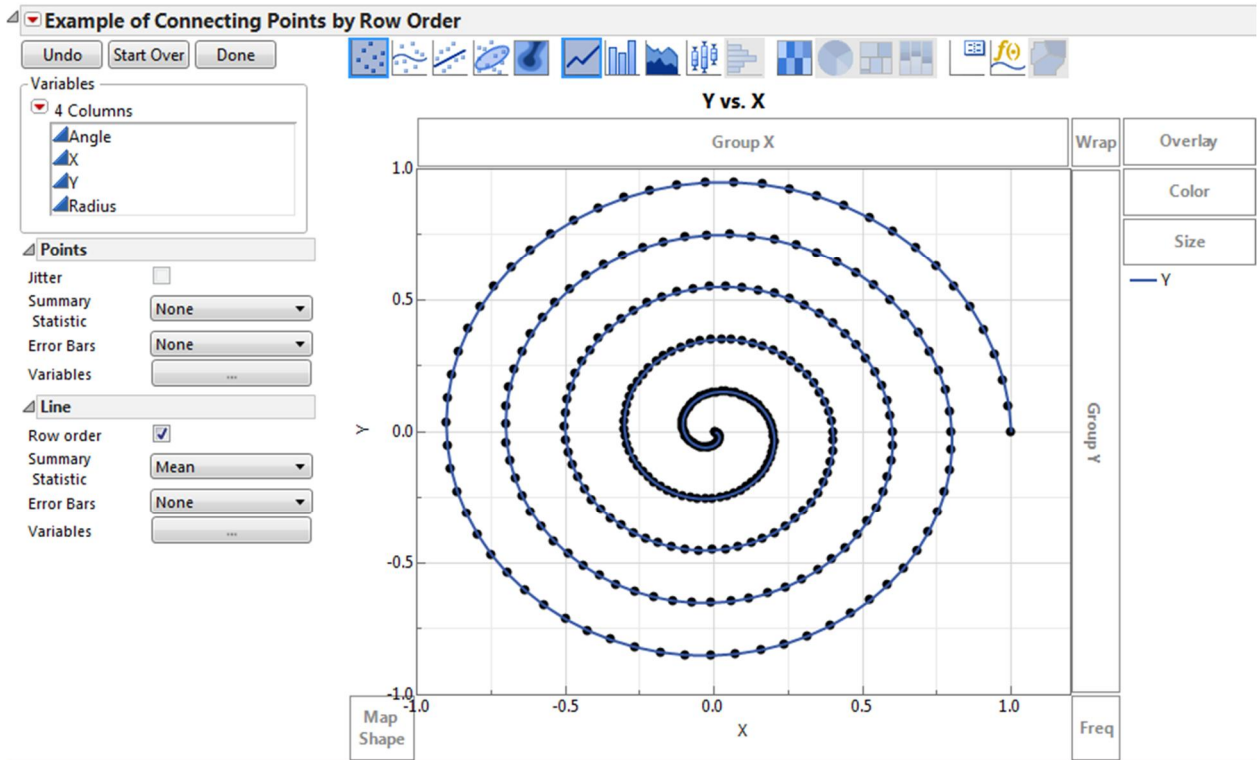 Example of Connecting Points by Row Order
Undo Start Over Done
Variables
4 Columns
Angle
X
Y
Radius
Points
Jitter
Summary Statistic None
Error Bars None
Variables ...
Line
Row order
Summary Statistic Mean
Error Bars None
Variables ...
f(•)
Y vs. X
Group X
Wrap
Overlay
Color
Size
Y
Group Y
Y
1.0
0.5
0.0
-0.5
-1.0
-1.0 -0.5 0.0 0.5 1.0
X
Map Shape
Freq